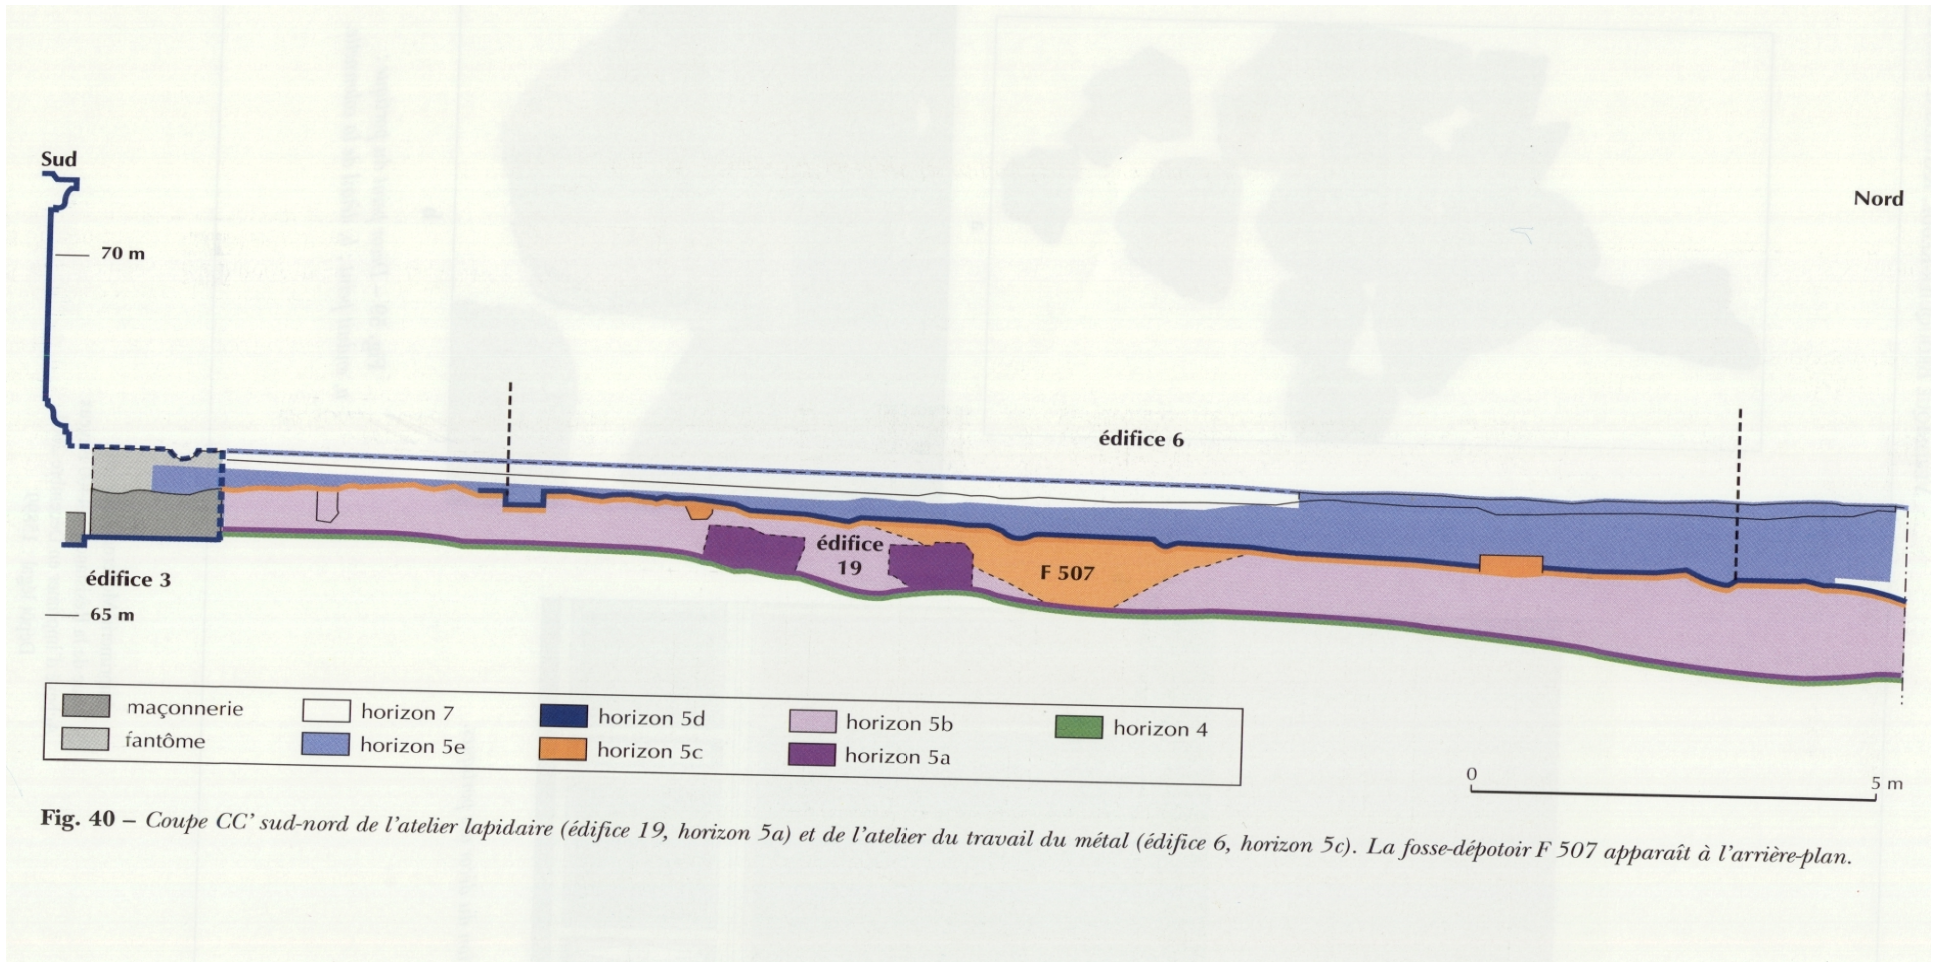 Sud
Nord
70 m
édifice 6
édifice
19
F 507
édifice 3
65 m
maçonnerie
horizon 7
horizon 5d
horizon 5b
horizon 4
fantôme
horizon 5e
horizon 5c
horizon 5a
0
5 m
Fig. 40 – Coupe CC’ sud-nord de l’atelier lapidaire (édifice 19, horizon 5a) et de l’atelier du travail du métal (édifice 6, horizon 5c). La fosse-dépotoir F 507 apparaît à l’arrière-plan.